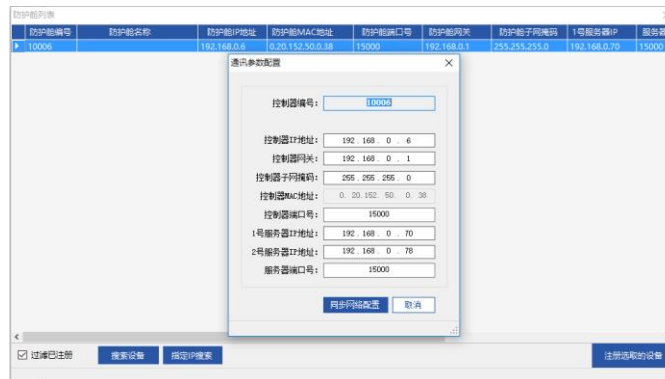 防护舱列表
防护舱编号 防护舱名称 防护舱IP地址 防护舱MAC地址 防护舱端口号 防护舱网关 防护舱子网掩码 1号服务器IP 服务器
10006 192.168.0.6 0.20.152.50.0.38 15000 192.168.0.1 255.255.255.0 192.168.0.70 15000
通讯参数配置
控制器编号: 10006
控制器IP地址: 192 . 168 . 0 . 6
控制器网关: 192 . 168 . 0 . 1
控制器子网掩码: 255 . 255 . 255 . 0
控制器MAC地址: 0. 20. 152. 50. 0. 38
控制器端口号: 15000
1号服务器IP地址: 192 . 168 . 0 . 70
2号服务器IP地址: 192 . 168 . 0 . 78
服务器端口号: 15000
同步网络配置 取消
过滤已注册 搜索设备 指定IP搜索 注册选取的设备